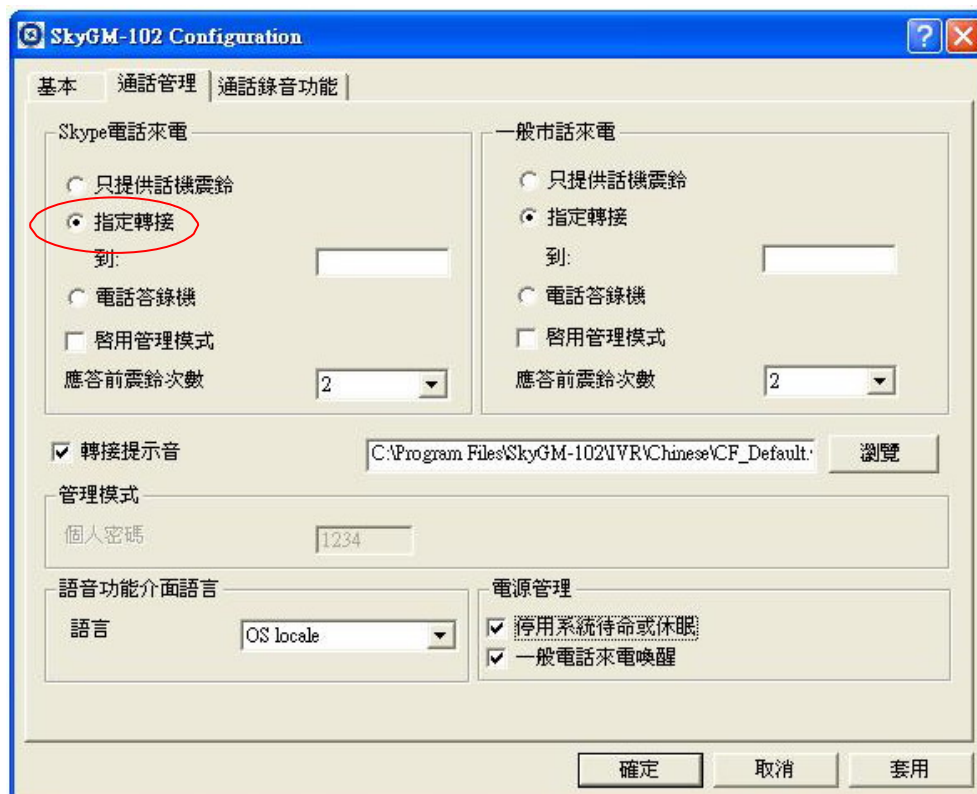 SkyGM-102 Configuration
基本 通話管理 通話錄音功能
Skype電話來電
只提供話機震鈴
指定轉接
到:
電話答錄機
啓用管理模式
應答前震鈴次數 2
一般市話來電
只提供話機震鈴
指定轉接
到:
電話答錄機
啓用管理模式
應答前震鈴次數 2
轉接提示音 C:\Program Files\SkyGM-102\IVR\Chinese\CF_Default. 瀏覽
管理模式
個人密碼 1234
語音功能介面語言
語言 OS locale
電源管理
停用系統待命或休眠
一般電話來電喚醒
確定 取消 套用